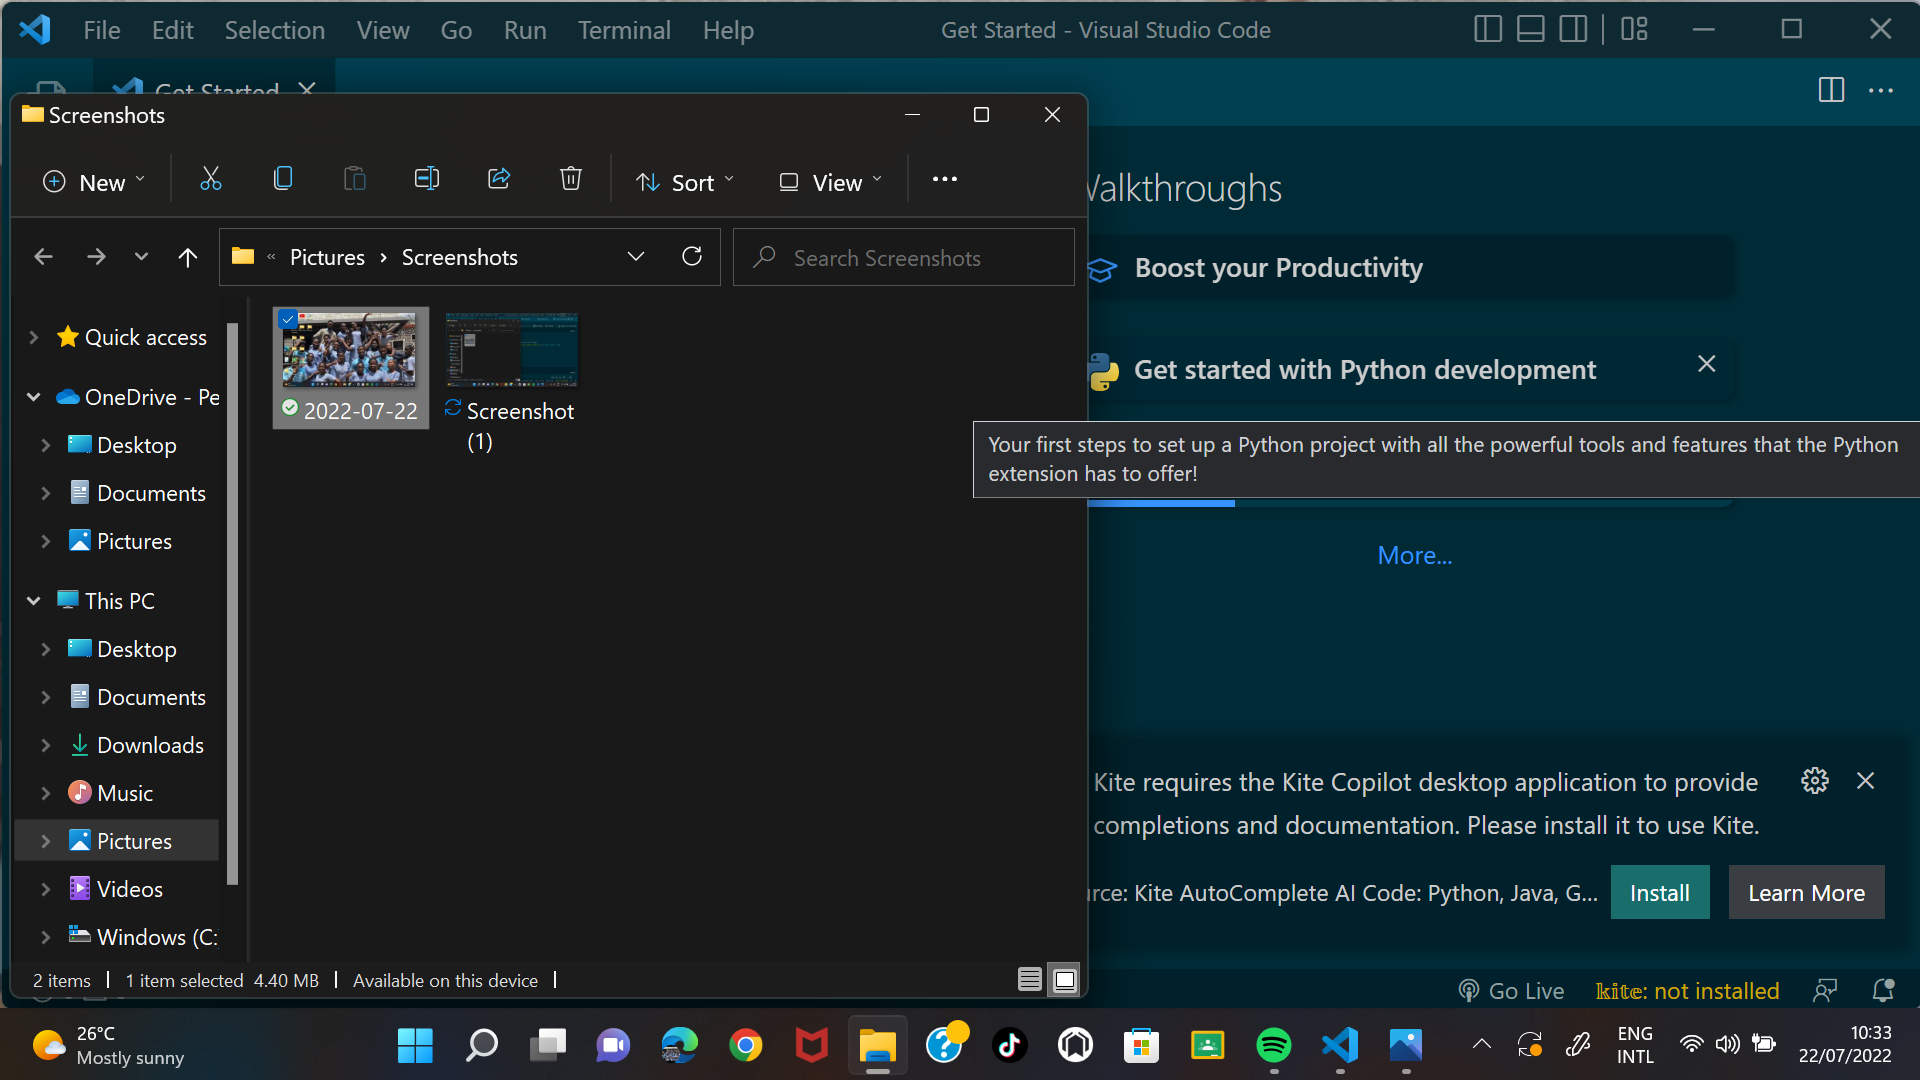 File Edit Selection View Go Run Terminal Help
Get Started - Visual Studio Code
Get Started
Screenshots
New
Sort
View
« Pictures › Screenshots
Search Screenshots
Quick access
OneDrive - Pe
Desktop
Documents
Pictures
This PC
Desktop
Documents
Downloads
Music
Pictures
Videos
Windows (C:
2022-07-22
Screenshot
(1)
2 items
1 item selected 4.40 MB
Available on this device
Walkthroughs
Boost your Productivity
Get started with Python development
Your first steps to set up a Python project with all the powerful tools and features that the Python
extension has to offer!
More...
Kite requires the Kite Copilot desktop application to provide
completions and documentation. Please install it to use Kite.
urce: Kite AutoComplete AI Code: Python, Java, G...
Install
Learn More
Go Live
kite: not installed
26°C
Mostly sunny
ENG
INTL
10:33
22/07/2022